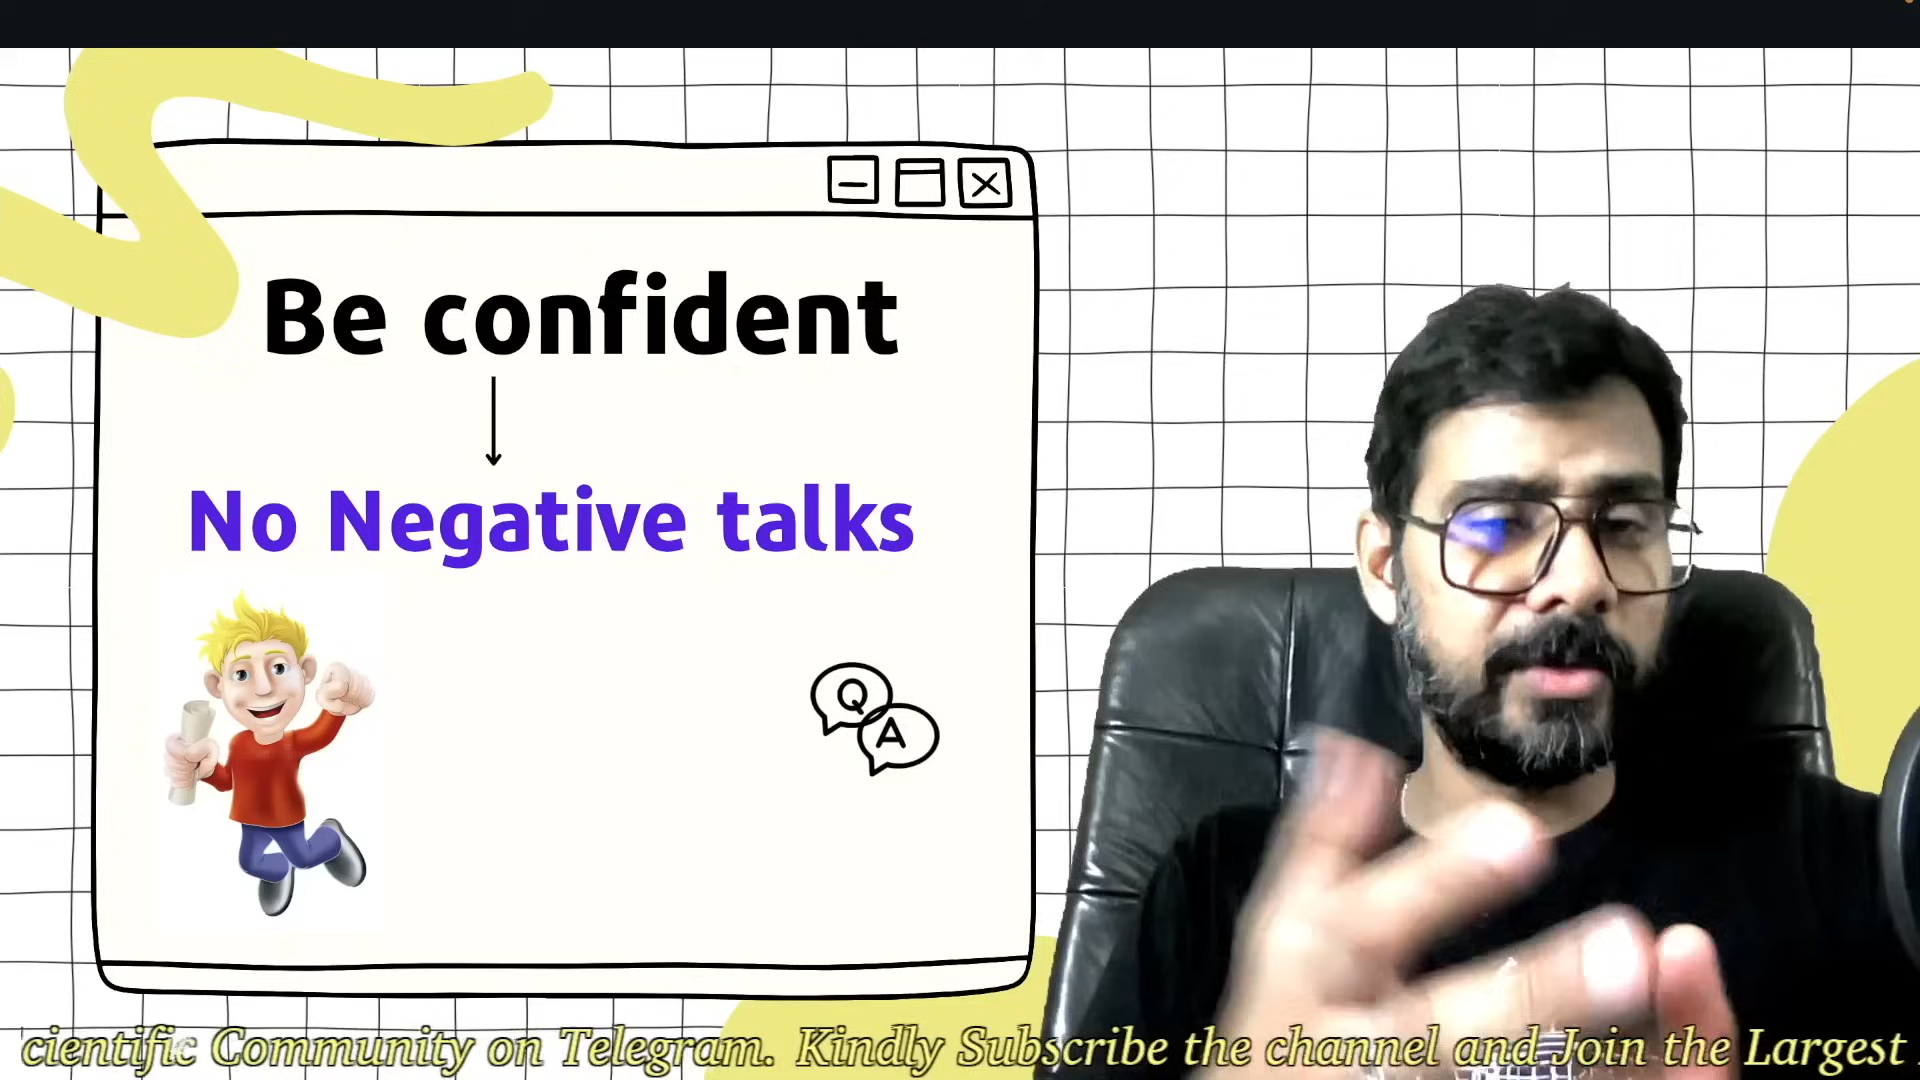 Be confident
No Negative talks
Q
A
cientific Community on Telegram. Kindly Subscribe the channel and Join the Largest